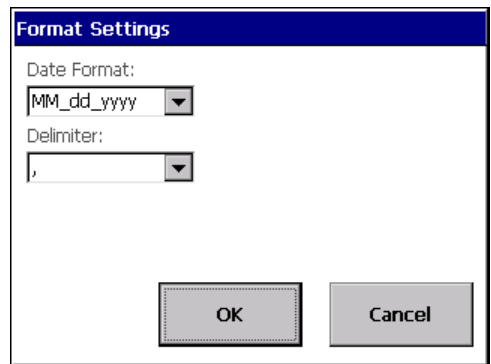 Format Settings
Date Format:
MM_dd_yyyy
Delimiter:
,
OK
Cancel